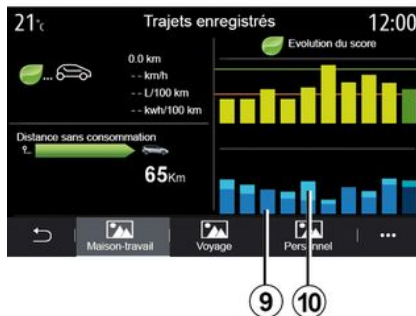 21°c Trajets enregistrés 12:00
Evolution du score
0.0 km
-- km/h
-- L/100 km
-- kwh/100 km
Distance sans consommation
65Km
Maison-travail Voyage Personnel
9 10